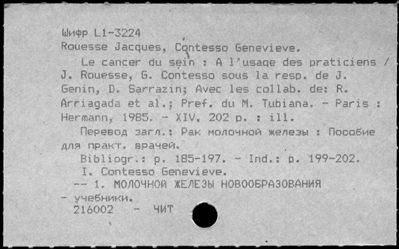 Шифр L1-3224
Rouesse Jacques, Contesso Genevieve.
Le cancer du sein : A l'usage des praticiens /
J. Rouesse, G. Contesso sous la resp. de J.
Genin, D. Sarrazin; Avec les collab. de: R.
Arriagada et al.; Pref. du M. Tubiana. - Paris :
Hermann, 1985. - XIV, 202 p. : ill.
Перевод загл.: Рак молочной железы : Пособие
для практ. врачей.
Bibliogr.: p. 185-197. - Ind.: p. 199-202.
I. Contesso Genevieve.
-- 1. МОЛОЧНОЙ ЖЕЛЕЗЫ НОВООБРАЗОВАНИЯ
- учебники.
216002 - ЧИТ